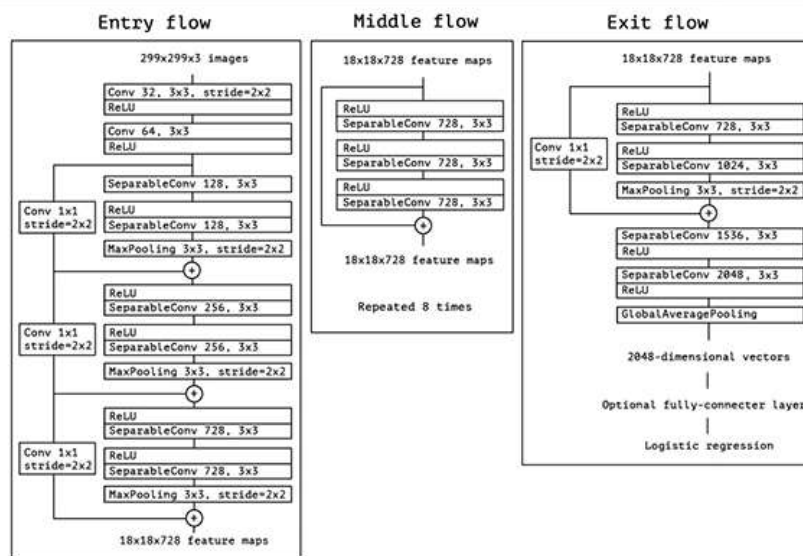 Entry flow
299x299x3 images
Conv 32, 3x3, stride=2x2
ReLU
Conv 64, 3x3
ReLU
Conv 1x1
stride=2x2
SeparableConv 128, 3x3
ReLU
SeparableConv 128, 3x3
MaxPooling 3x3, stride=2x2
+
Conv 1x1
stride=2x2
ReLU
SeparableConv 256, 3x3
ReLU
SeparableConv 256, 3x3
MaxPooling 3x3, stride=2x2
+
Conv 1x1
stride=2x2
ReLU
SeparableConv 728, 3x3
ReLU
SeparableConv 728, 3x3
MaxPooling 3x3, stride=2x2
+
18x18x728 feature maps
Middle flow
18x18x728 feature maps
ReLU
SeparableConv 728, 3x3
ReLU
SeparableConv 728, 3x3
ReLU
SeparableConv 728, 3x3
+
18x18x728 feature maps
Repeated 8 times
Exit flow
18x18x728 feature maps
Conv 1x1
stride=2x2
ReLU
SeparableConv 728, 3x3
ReLU
SeparableConv 1024, 3x3
MaxPooling 3x3, stride=2x2
+
SeparableConv 1536, 3x3
ReLU
SeparableConv 2048, 3x3
ReLU
GlobalAveragePooling
2048-dimensional vectors
Optional fully-connecter layer
Logistic regression